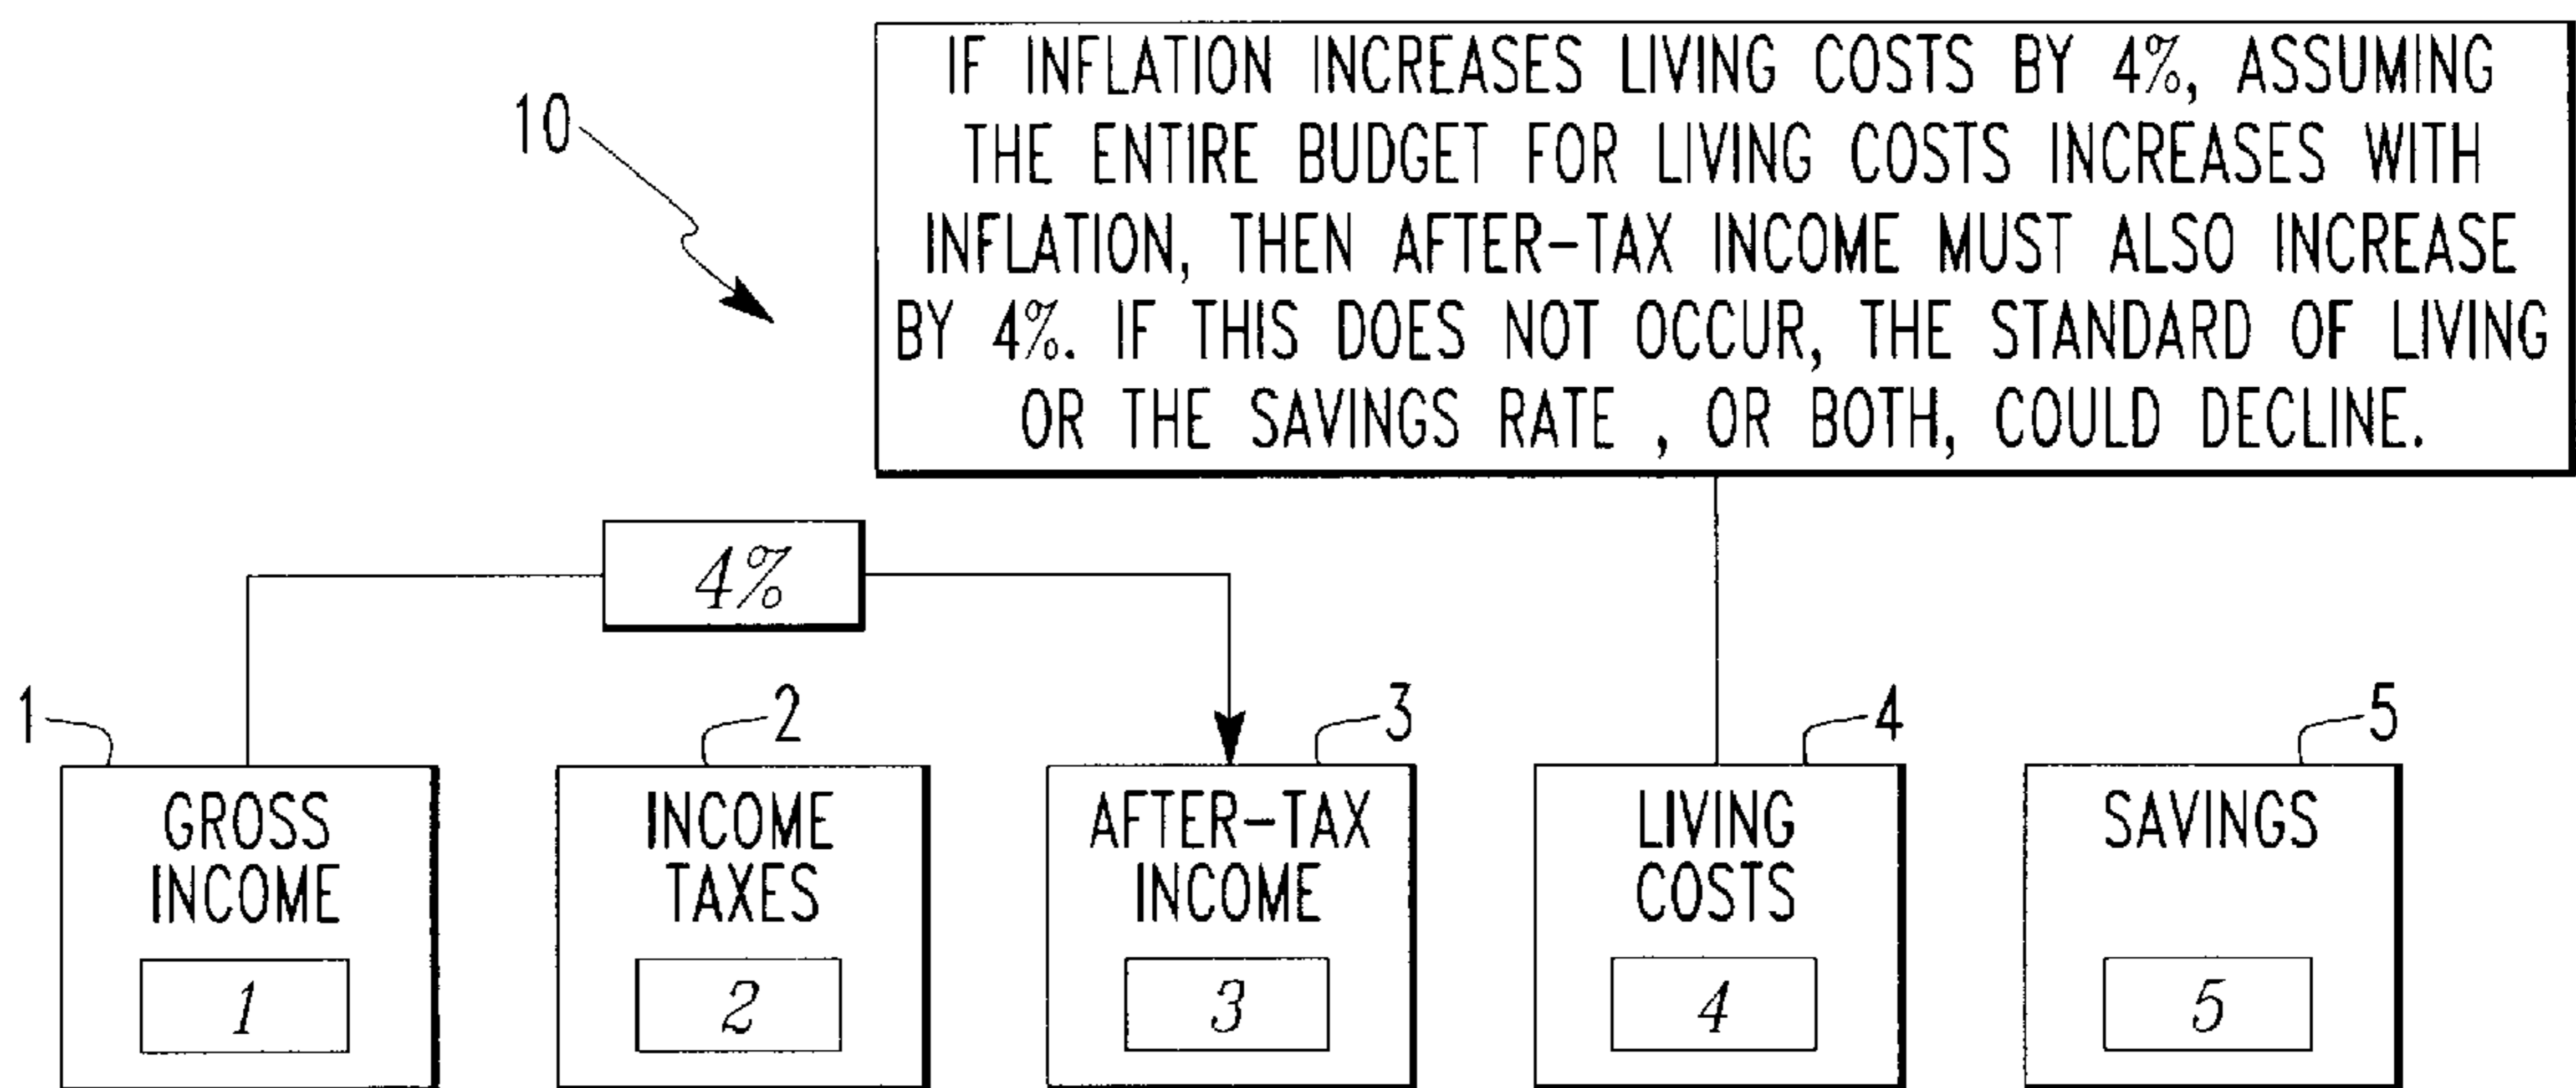 IF INFLATION INCREASES LIVING COSTS BY 4%, ASSUMING
THE ENTIRE BUDGET FOR LIVING COSTS INCREASES WITH
INFLATION, THEN AFTER-TAX INCOME MUST ALSO INCREASE
BY 4%. IF THIS DOES NOT OCCUR, THE STANDARD OF LIVING
OR THE SAVINGS RATE , OR BOTH, COULD DECLINE.
10
4%
1
GROSS
INCOME
1
2
INCOME
TAXES
2
3
AFTER-TAX
INCOME
3
4
LIVING
COSTS
4
5
SAVINGS
5